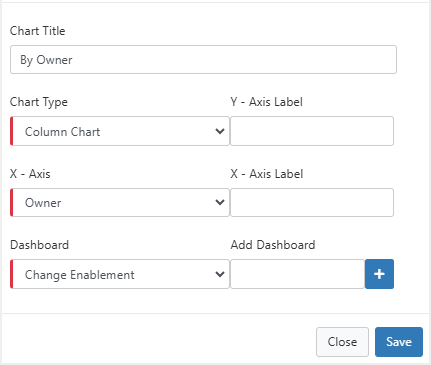 Chart Title
By Owner
Chart Type
Y - Axis Label
Column Chart
X - Axis
X - Axis Label
Owner
Dashboard
Add Dashboard
Change Enablement
+
Close
Save